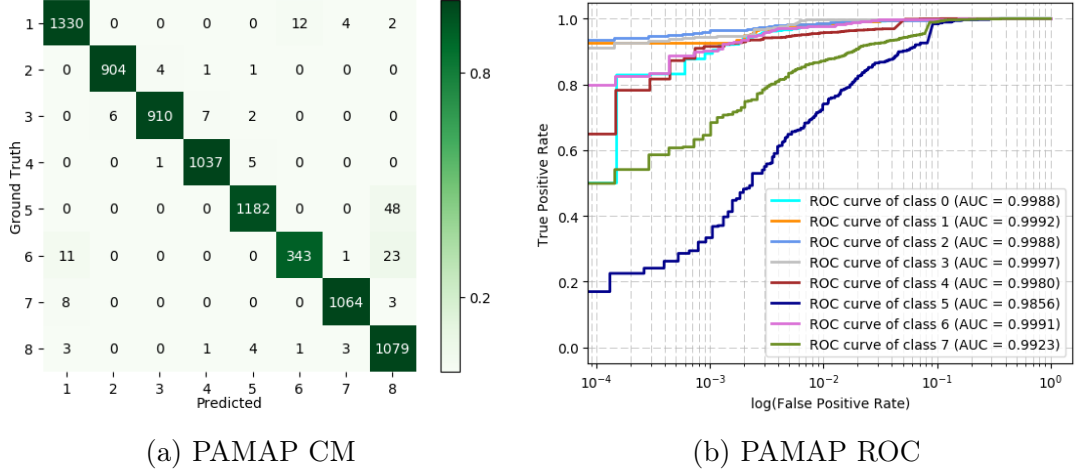 1 1330 0 0 0 0 12 4 2
2 0 904 4 1 1 0 0 0
3 0 6 910 7 2 0 0 0
4 0 0 1 1037 5 0 0 0
5 0 0 0 0 1182 0 0 48
6 11 0 0 0 0 343 1 23
7 8 0 0 0 0 0 1064 3
8 3 0 0 1 4 1 3 1079
1 2 3 4 5 6 7 8
Ground Truth
Predicted
0.8
0.2
(a) PAMAP CM
True Positive Rate
1.0
0.8
0.6
0.4
0.2
0.0
ROC curve of class 0 (AUC = 0.9988)
ROC curve of class 1 (AUC = 0.9992)
ROC curve of class 2 (AUC = 0.9988)
ROC curve of class 3 (AUC = 0.9997)
ROC curve of class 4 (AUC = 0.9980)
ROC curve of class 5 (AUC = 0.9856)
ROC curve of class 6 (AUC = 0.9991)
ROC curve of class 7 (AUC = 0.9923)
10⁻⁴ 10⁻³ 10⁻² 10⁻¹ 10⁰
log(False Positive Rate)
(b) PAMAP ROC